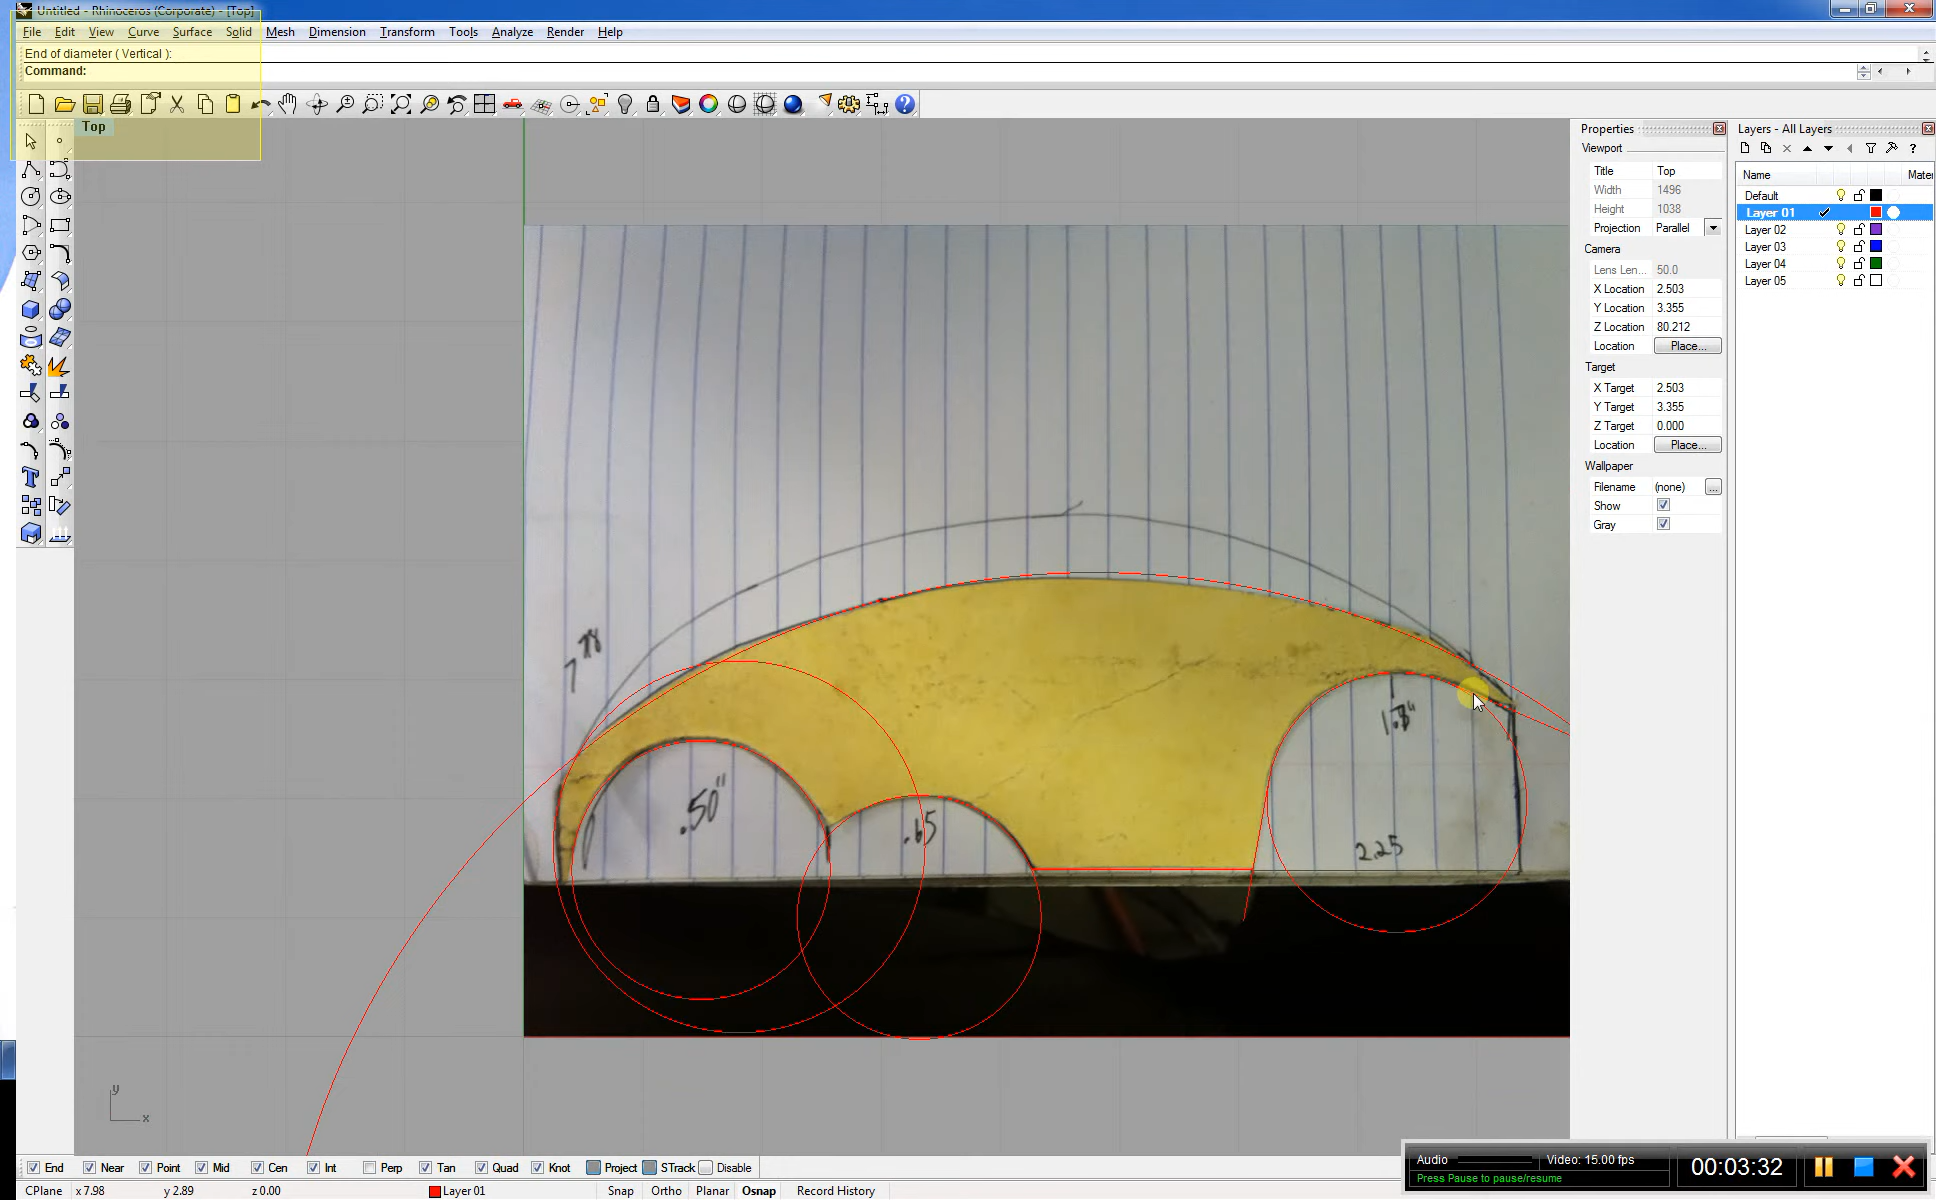 Untitled - Rhinoceros (Corporate) - [Top]
File Edit View Curve Surface Solid Mesh Dimension Transform Tools Analyze Render Help
End of diameter ( Vertical ):
Command:
Top
7 78
.50"
.65
1.8"
2.25
y
x
Properties
Viewport
Title Top
Width 1496
Height 1038
Projection Parallel
Camera
Lens Len... 50.0
X Location 2.503
Y Location 3.355
Z Location 80.212
Location Place...
Target
X Target 2.503
Y Target 3.355
Z Target 0.000
Location Place...
Wallpaper
Filename (none) ...
Show
Gray
Layers - All Layers
Name Mater
Default
Layer 01
Layer 02
Layer 03
Layer 04
Layer 05
End Near Point Mid Cen Int Perp Tan Quad Knot Project STrack Disable
CPlane x 7.98 y 2.89 z 0.00 Layer 01 Snap Ortho Planar Osnap Record History
Audio Video: 15.00 fps
Press Pause to pause/resume
00:03:32